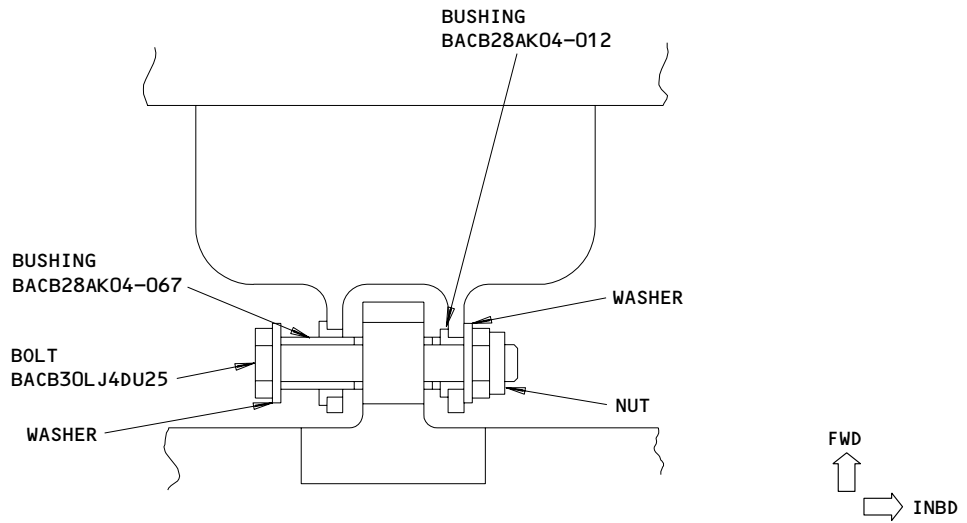 BUSHING
BACB28AK04-012
BUSHING
BACB28AK04-067
WASHER
BOLT
BACB30LJ4DU25
NUT
WASHER
FWD
INBD